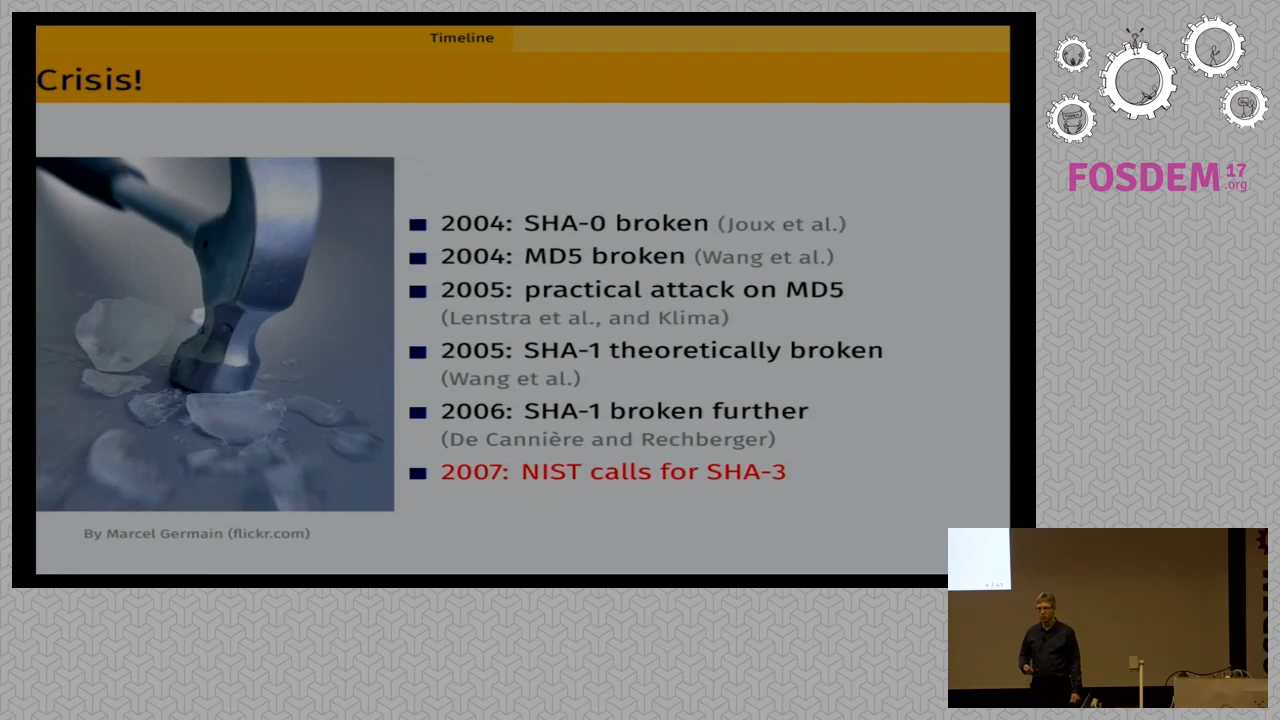 Timeline
Crisis!
2004: SHA-0 broken (Joux et al.)
2004: MD5 broken (Wang et al.)
2005: practical attack on MD5
(Lenstra et al., and Klima)
2005: SHA-1 theoretically broken
(Wang et al.)
2006: SHA-1 broken further
(De Cannière and Rechberger)
2007: NIST calls for SHA-3
By Marcel Germain (flickr.com)
FOSDEM 17
.org
4 / 41